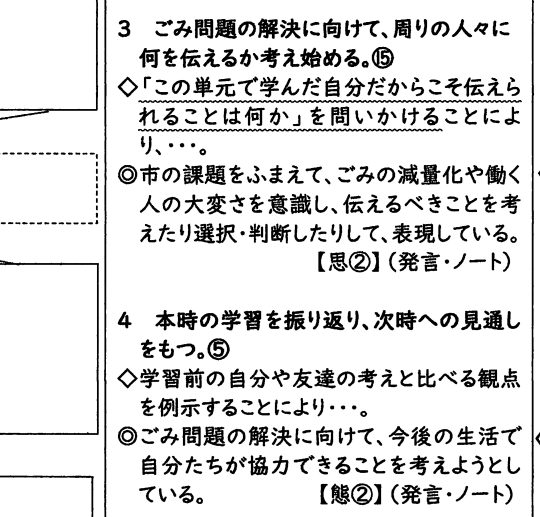 3　ごみ問題の解決に向けて、周りの人々に
何を伝えるか考え始める。⑮
◇「この単元で学んだ自分だからこそ伝えら
れることは何か」を問いかけることによ
り、・・・。
◎市の課題をふまえて、ごみの減量化や働く
人の大変さを意識し、伝えるべきことを考
えたり選択・判断したりして、表現している。
【思②】（発言・ノート）
4　本時の学習を振り返り、次時への見通し
をもつ。⑤
◇学習前の自分や友達の考えと比べる観点
を例示することにより・・・。
◎ごみ問題の解決に向けて、今後の生活で
自分たちが協力できることを考えようとし
ている。　【態②】（発言・ノート）